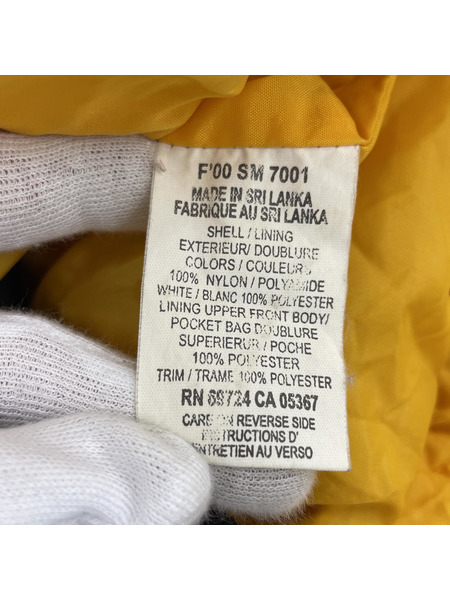 F'00 SM 7001
MADE IN SRI LANKA
FABRIQUE AU SRI LANKA
SHELL / LINING
EXTERIEUR/ DOUBLURE
COLORS / COULEURS
100% NYLON / POLYAMIDE
WHITE / BLANC 100% POLYESTER
LINING UPPER FRONT BODY/
POCKET BAG DOUBLURE
SUPERIERUR / POCHE
100% POLYESTER
TRIM / TRAME 100% POLYESTER
RN 69724 CA 05367
CARE ON REVERSE SIDE
INSTRUCTIONS D'
ENTRETIEN AU VERSO